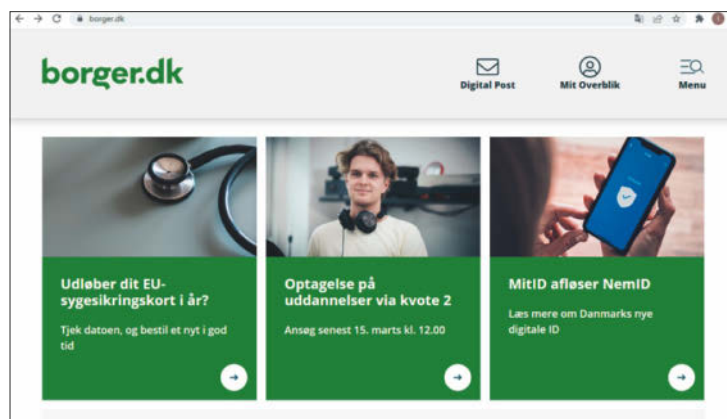 borger.dk
borger.dk
Digital Post
Mit Overblik
Menu
Udløber dit EU-
sygesikringskort i år?
Tjek datoen, og bestil et nyt i god
tid
Optagelse på
uddannelser via kvote 2
Ansøg senest 15. marts kl. 12.00
MitID afløser NemID
Læs mere om Danmarks nye
digitale ID